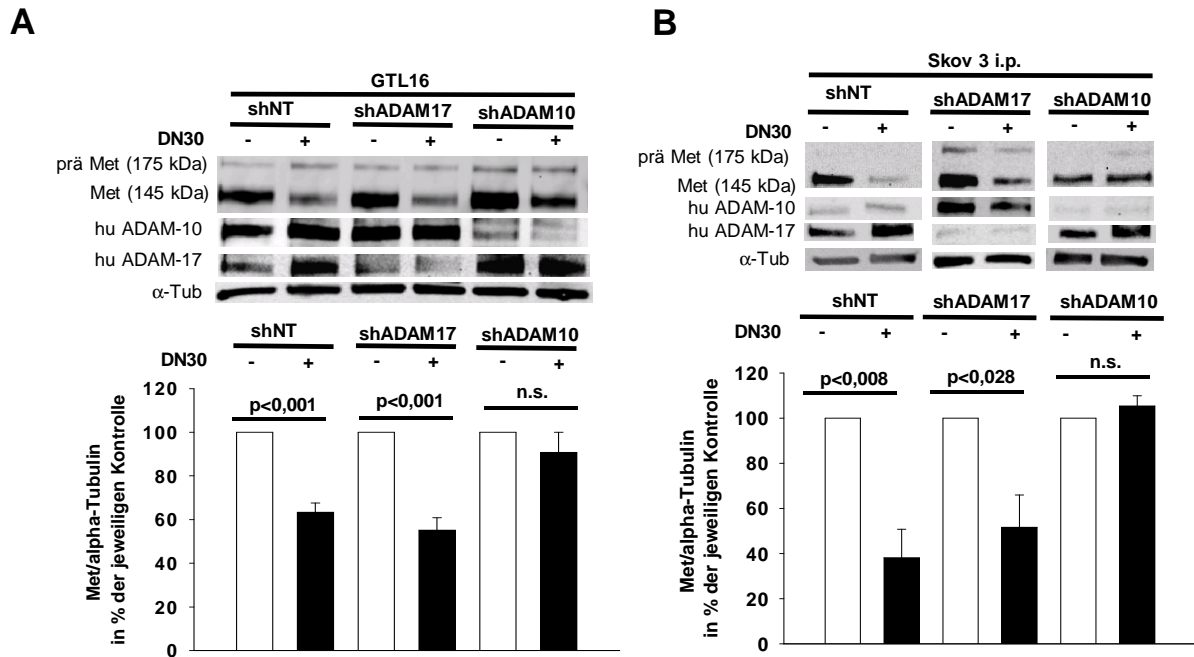 A
GTL16
shNT shADAM17 shADAM10
DN30 - + - + - +
prä Met (175 kDa)
Met (145 kDa)
hu ADAM-10
hu ADAM-17
α-Tub
shNT shADAM17 shADAM10
DN30 - + - + - +
p<0,001 p<0,001 n.s.
120
100
80
60
40
20
0
Met/alpha-Tubulin
in % der jeweiligen Kontrolle
B
Skov 3 i.p.
shNT shADAM17 shADAM10
DN30 - + - + - +
prä Met (175 kDa)
Met (145 kDa)
hu ADAM-10
hu ADAM-17
α-Tub
shNT shADAM17 shADAM10
DN30 - + - + - +
p<0,008 p<0,028 n.s.
120
100
80
60
40
20
0
Met/alpha-Tubulin
in % der jeweiligen Kontrolle